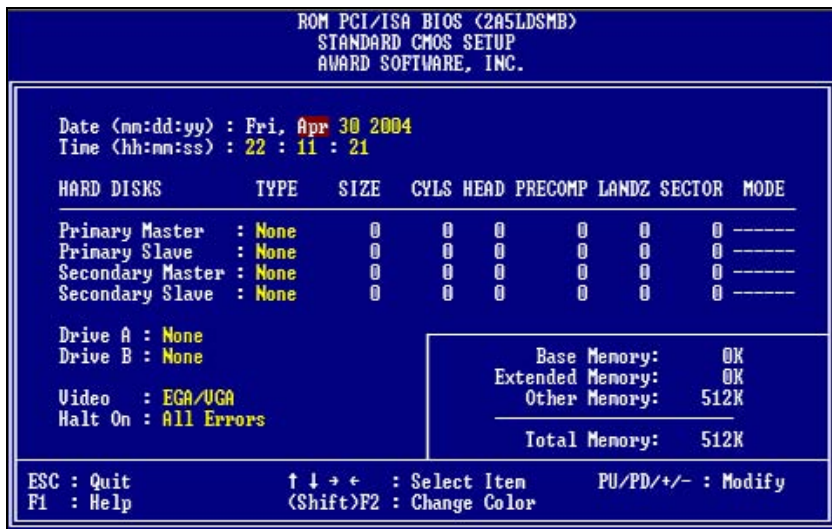 ROM PCI/ISA BIOS (2A5LDSMB)
STANDARD CMOS SETUP
AWARD SOFTWARE, INC.
Date (mm:dd:yy) : Fri, Apr 30 2004
Time (hh:mm:ss) : 22 : 11 : 21
HARD DISKS TYPE SIZE CYLS HEAD PRECOMP LANDZ SECTOR MODE
Primary Master : None 0 0 0 0 0 0 ------
Primary Slave : None 0 0 0 0 0 0 ------
Secondary Master : None 0 0 0 0 0 0 ------
Secondary Slave : None 0 0 0 0 0 0 ------
Drive A : None
Drive B : None
Video : EGA/VGA
Halt On : All Errors
Base Memory: 0K
Extended Memory: 0K
Other Memory: 512K
Total Memory: 512K
ESC : Quit ↑ ↓ → ← : Select Item PU/PD/+/- : Modify
F1 : Help (Shift)F2 : Change Color